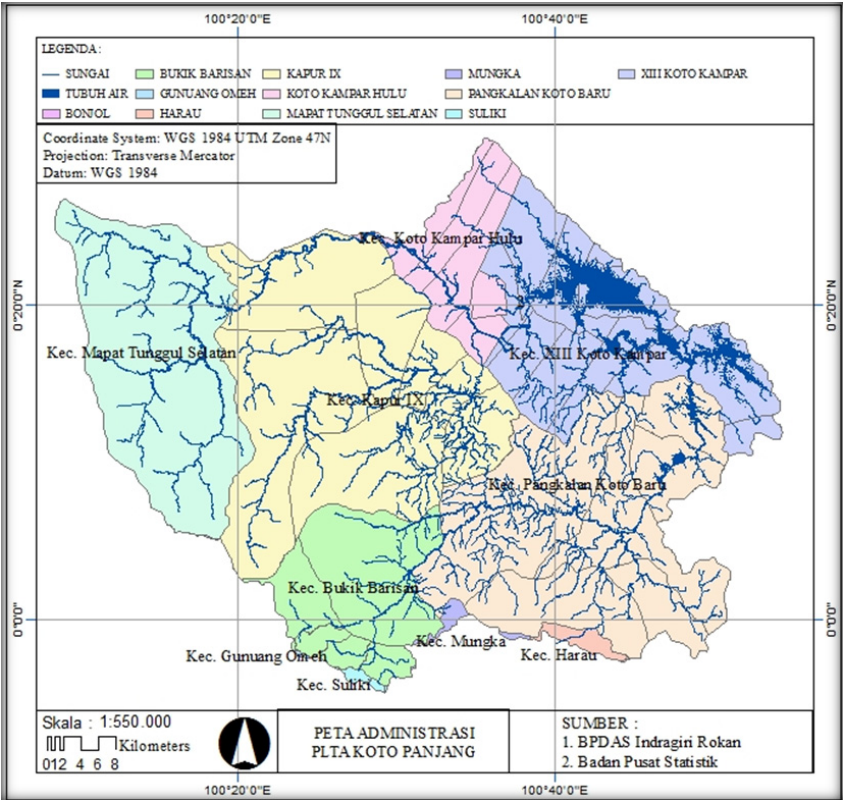 100°20'0"E 100°40'0"E
LEGENDA :
SUNGAI BUKIK BARISAN KAPUR IX MUNGKA XIII KOTO KAMPAR
TUBUH AIR GUNUANG OMEH KOTO KAMPAR HULU PANGKALAN KOTO BARU
BONJOL HARAU MAPAT TUNGGUL SELATAN SULIKI
Coordinate System: WGS 1984 UTM Zone 47N
Projection: Transverse Mercator
Datum: WGS 1984
Kec. Koto Kampar Hulu
0°20'0"N 0°20'0"N
Kec. Mapat Tunggul Selatan Kec. XIII Koto Kampar
Kec. Kapur IX
Kec. Pangkalan Koto Baru
Kec. Bukik Barisan
0°0'0" 0°0'0"
Kec. Mungka
Kec. Gunuang Omeh Kec. Harau
Kec. Suliki
Skala : 1:550.000
Kilometers
012 4 6 8
PETA ADMINISTRASI
PLTA KOTO PANJANG
SUMBER :
1. BPDAS Indragiri Rokan
2. Badan Pusat Statistik
100°20'0"E 100°40'0"E